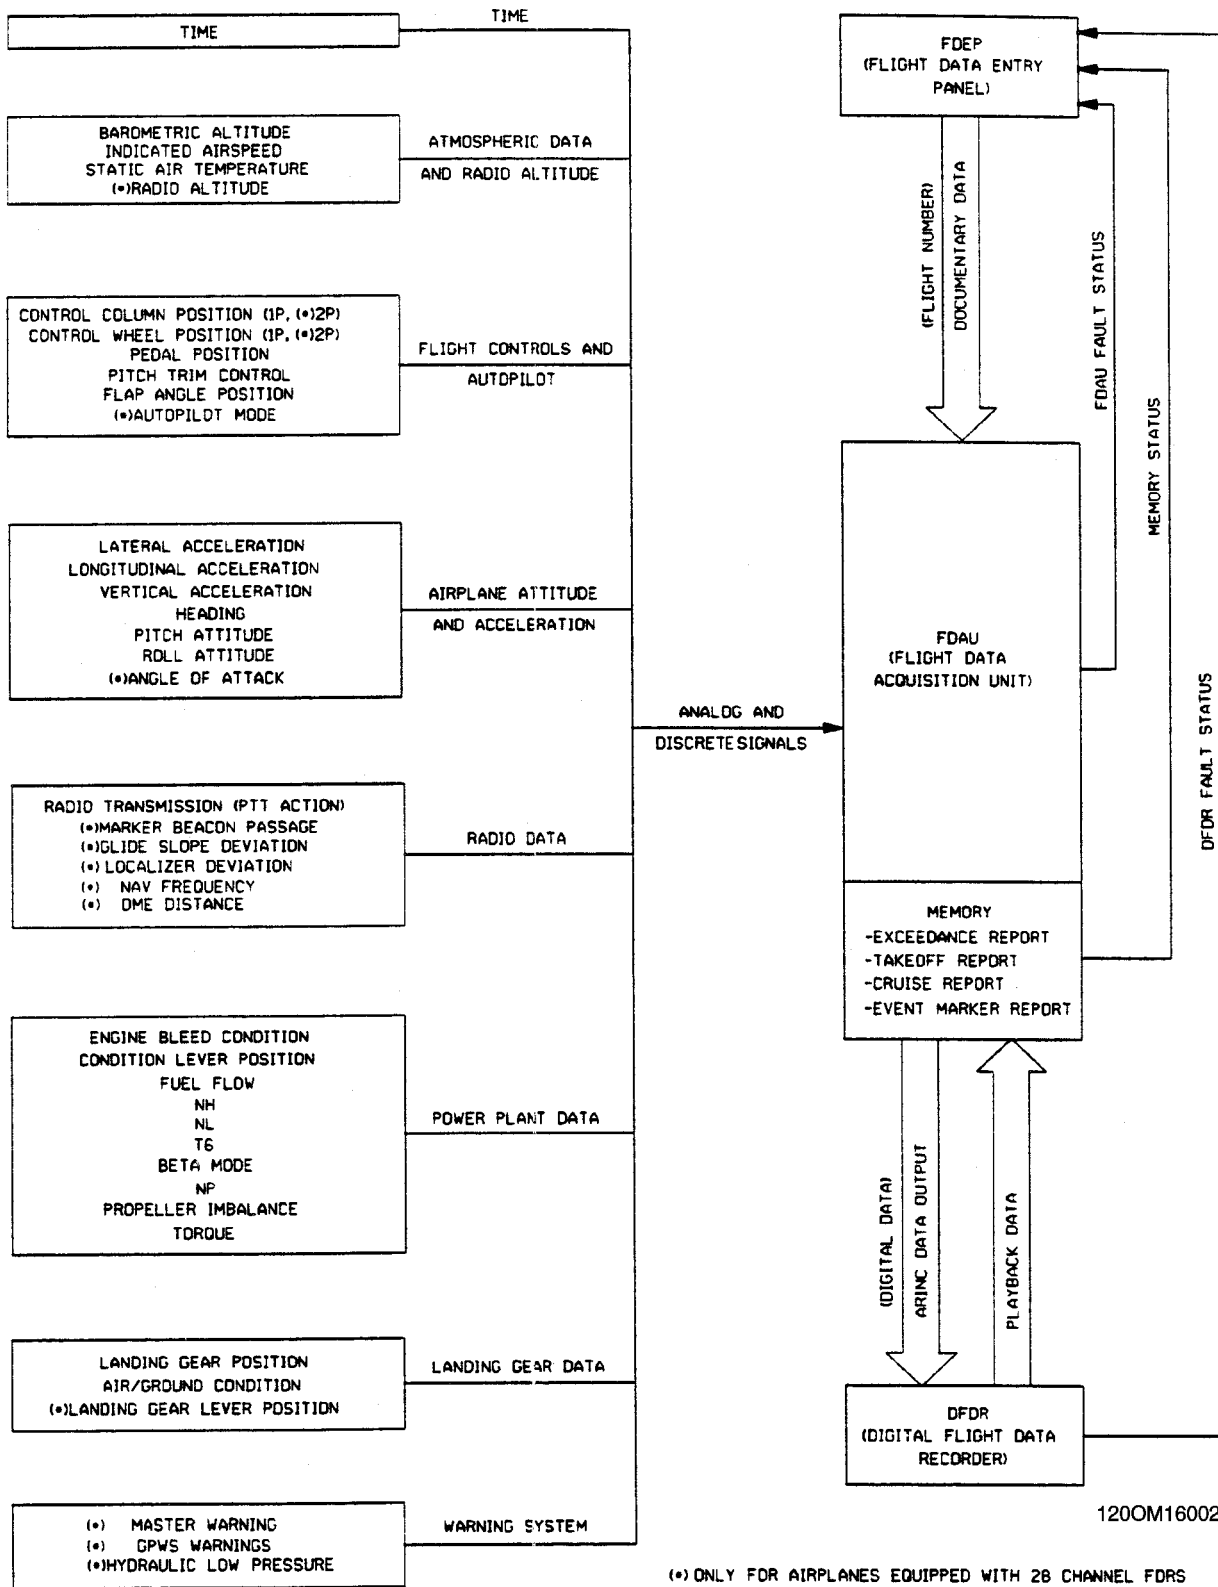 TIME
TIME
BAROMETRIC ALTITUDE
INDICATED AIRSPEED
STATIC AIR TEMPERATURE
(•)RADIO ALTITUDE
ATMOSPHERIC DATA
AND RADIO ALTITUDE
CONTROL COLUMN POSITION (1P,(•)2P)
CONTROL WHEEL POSITION (1P,(•)2P)
PEDAL POSITION
PITCH TRIM CONTROL
FLAP ANGLE POSITION
(•)AUTOPILOT MODE
FLIGHT CONTROLS AND
AUTOPILOT
LATERAL ACCELERATION
LONGITUDINAL ACCELERATION
VERTICAL ACCELERATION
HEADING
PITCH ATTITUDE
ROLL ATTITUDE
(•)ANGLE OF ATTACK
AIRPLANE ATTITUDE
AND ACCELERATION
RADIO TRANSMISSION (PTT ACTION)
(•)MARKER BEACON PASSAGE
(•)GLIDE SLOPE DEVIATION
(•)LOCALIZER DEVIATION
(•) NAV FREQUENCY
(•) DME DISTANCE
RADIO DATA
ENGINE BLEED CONDITION
CONDITION LEVER POSITION
FUEL FLOW
NH
NL
T6
BETA MODE
NP
PROPELLER IMBALANCE
TORQUE
POWER PLANT DATA
LANDING GEAR POSITION
AIR/GROUND CONDITION
(•)LANDING GEAR LEVER POSITION
LANDING GEAR DATA
(•) MASTER WARNING
(•) GPWS WARNINGS
(•)HYDRAULIC LOW PRESSURE
WARNING SYSTEM
ANALOG AND
DISCRETE SIGNALS
FDEP
(FLIGHT DATA ENTRY
PANEL)
(FLIGHT NUMBER)
DOCUMENTARY DATA
FDAU FAULT STATUS
MEMORY STATUS
DFDR FAULT STATUS
FDAU
(FLIGHT DATA
ACQUISITION UNIT)
MEMORY
-EXCEEDANCE REPORT
-TAKEOFF REPORT
-CRUISE REPORT
-EVENT MARKER REPORT
(DIGITAL DATA)
ARINC DATA OUTPUT
PLAYBACK DATA
DFDR
(DIGITAL FLIGHT DATA
RECORDER)
120OM16002
(•) ONLY FOR AIRPLANES EQUIPPED WITH 28 CHANNEL FDRS